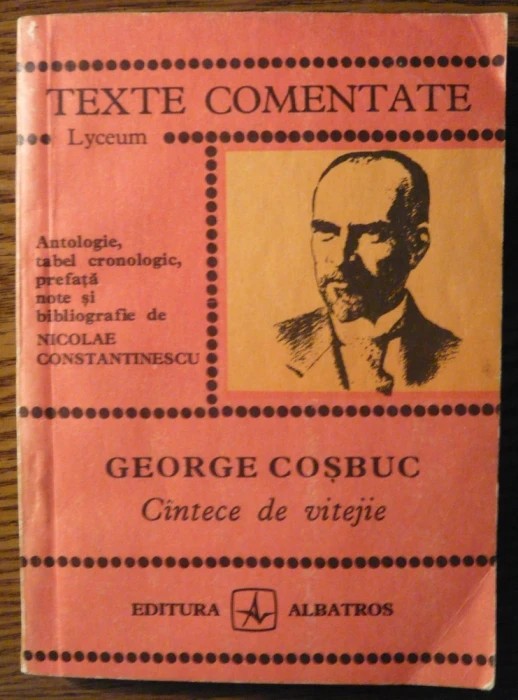 TEXTE COMENTATE
Lyceum
Antologie,
tabel cronologic,
prefață
note și
bibliografie de
NICOLAE
CONSTANTINESCU
GEORGE COȘBUC
Cîntece de vitejie
EDITURA ALBATROS